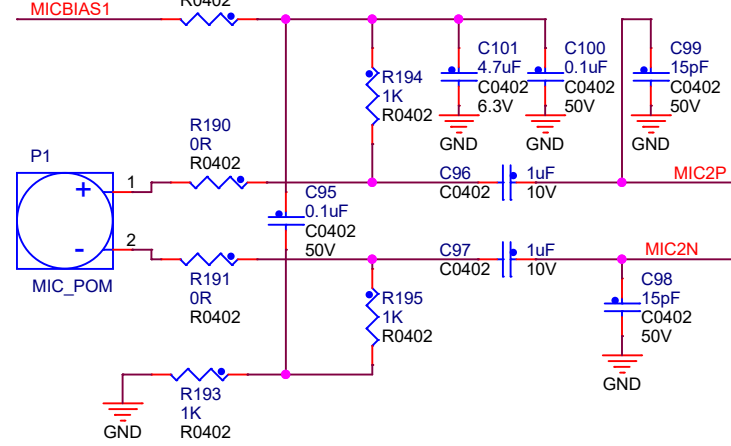 MICBIAS1
R0402
R194
1K
R0402
C101
4.7uF
C0402
6.3V
GND
C100
0.1uF
C0402
50V
GND
C99
15pF
C0402
50V
GND
P1
1
2
+
-
MIC_POM
R190
0R
R0402
C96
C0402
1uF
10V
MIC2P
C95
0.1uF
C0402
50V
R191
0R
R0402
C97
C0402
1uF
10V
MIC2N
R195
1K
R0402
C98
15pF
C0402
50V
GND
R193
1K
R0402
GND